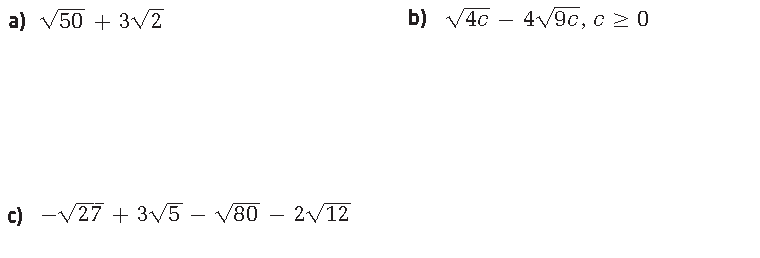 a) √50 + 3√2
b) √4c − 4√9c, c ≥ 0
c) −√27 + 3√5 − √80 − 2√12